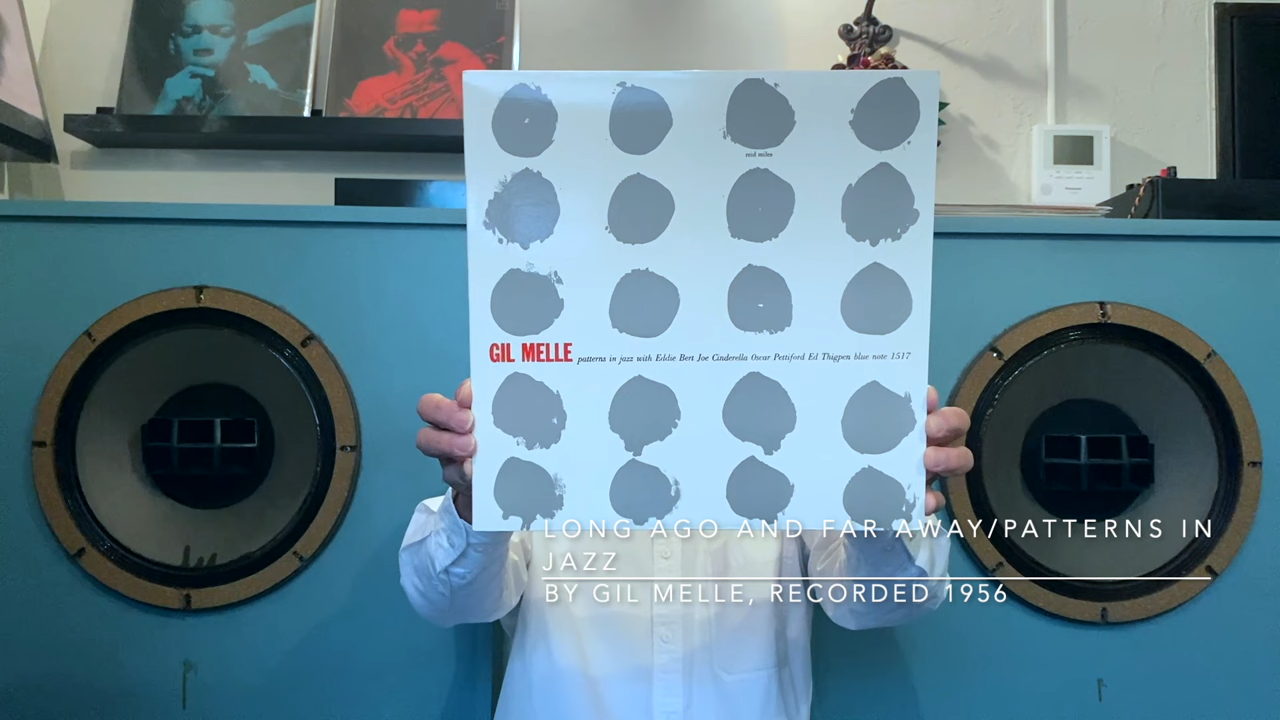 reid miles
GIL MELLE patterns in jazz with Eddie Bert Joe Cinderella Oscar Pettiford Ed Thigpen blue note 1517
LONG AGO AND FAR AWAY/PATTERNS IN
JAZZ
BY GIL MELLE, RECORDED 1956